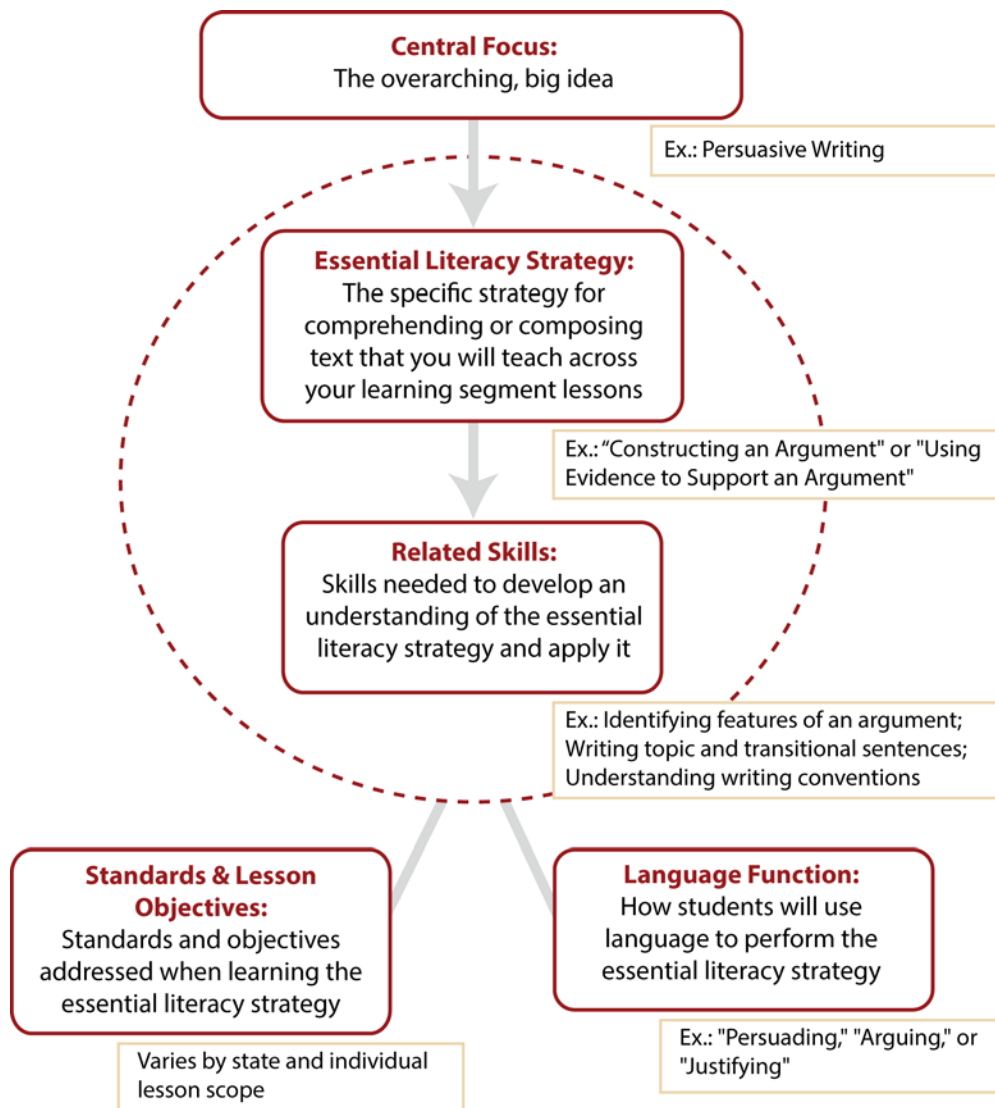 Central Focus:
The overarching, big idea
Ex.: Persuasive Writing
Essential Literacy Strategy:
The specific strategy for
comprehending or composing
text that you will teach across
your learning segment lessons
Ex.: “Constructing an Argument" or "Using
Evidence to Support an Argument"
Related Skills:
Skills needed to develop an
understanding of the essential
literacy strategy and apply it
Ex.: Identifying features of an argument;
Writing topic and transitional sentences;
Understanding writing conventions
Standards & Lesson
Objectives:
Standards and objectives
addressed when learning the
essential literacy strategy
Varies by state and individual
lesson scope
Language Function:
How students will use
language to perform the
essential literacy strategy
Ex.: "Persuading," "Arguing," or
"Justifying"